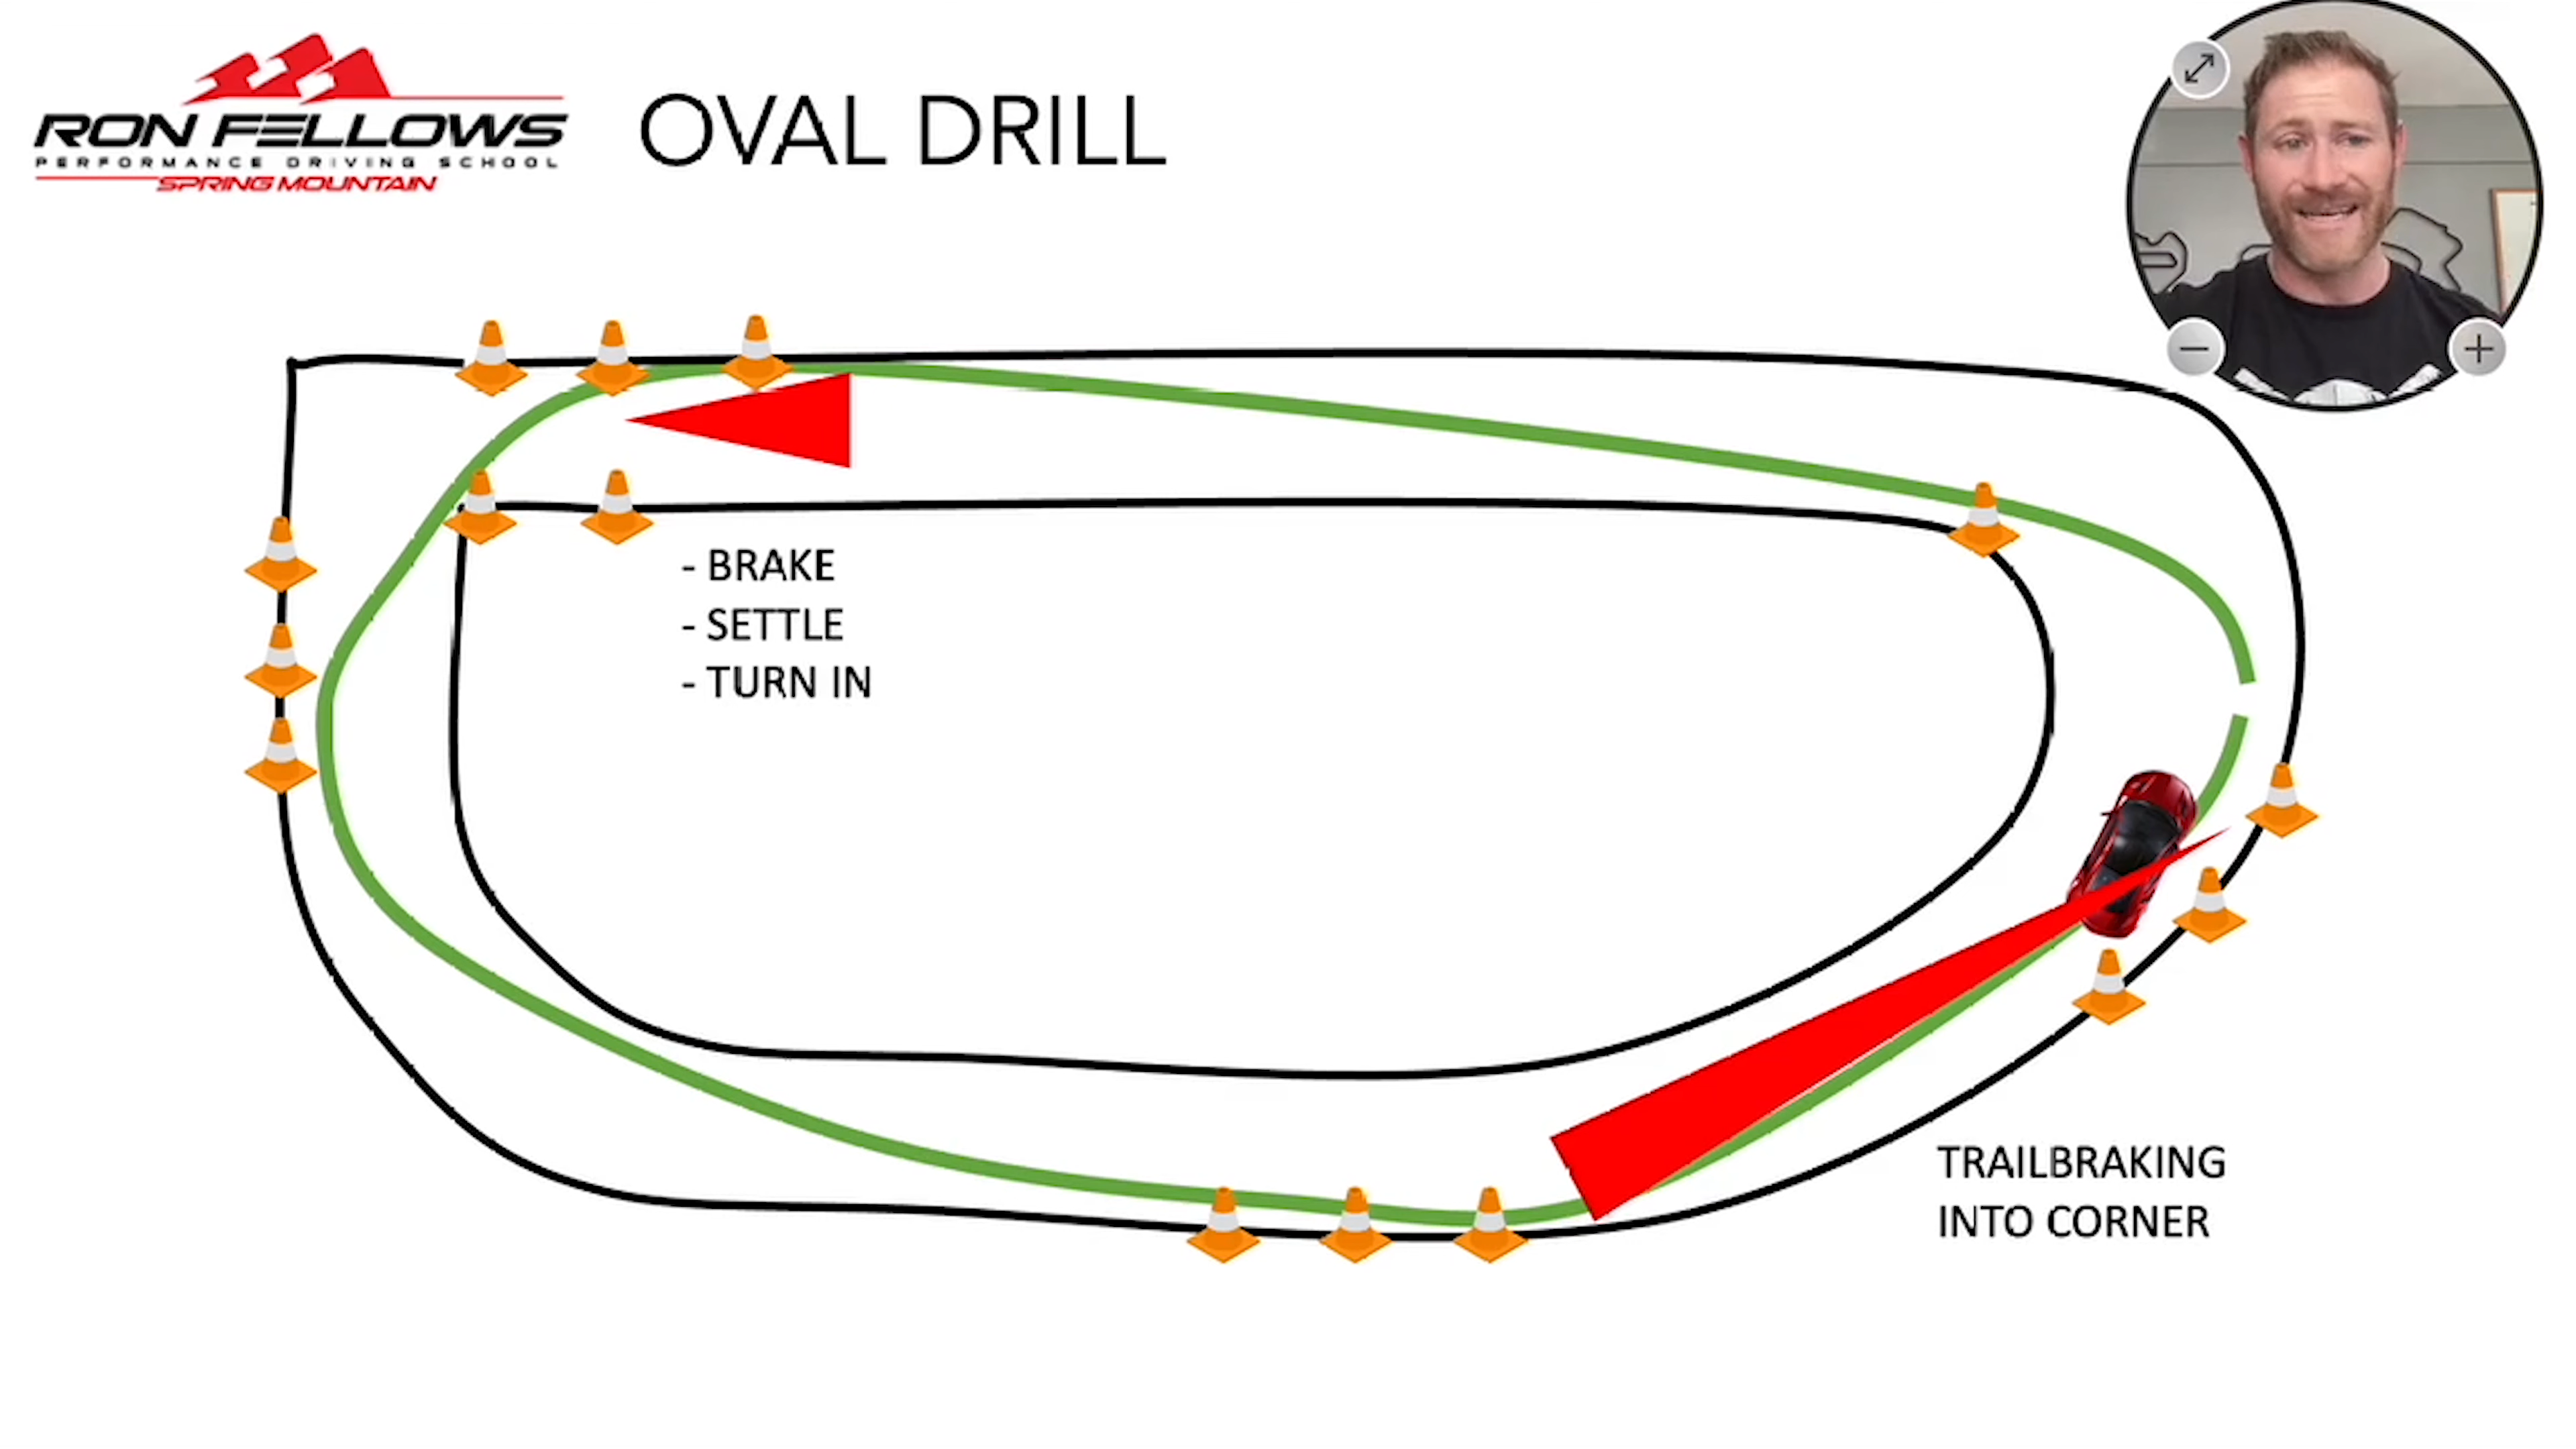 RON FELLOWS
PERFORMANCE DRIVING SCHOOL
SPRING MOUNTAIN
OVAL DRILL
- BRAKE
- SETTLE
- TURN IN
TRAILBRAKING
INTO CORNER